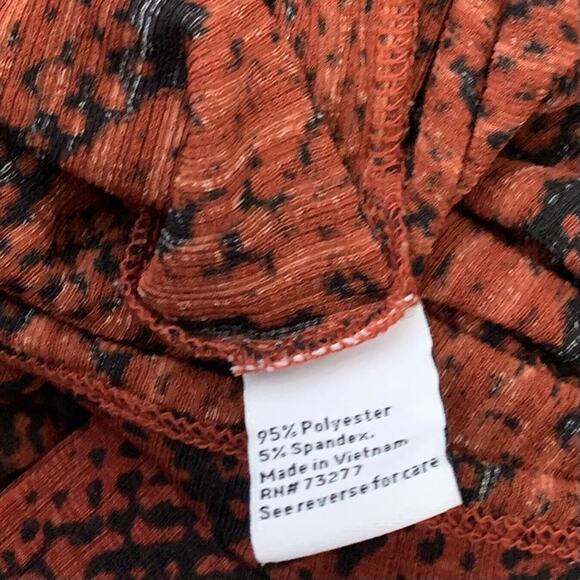 95% Polyester
5% Spandex.
Made in Vietnam
RN# 73277
See reverse for care